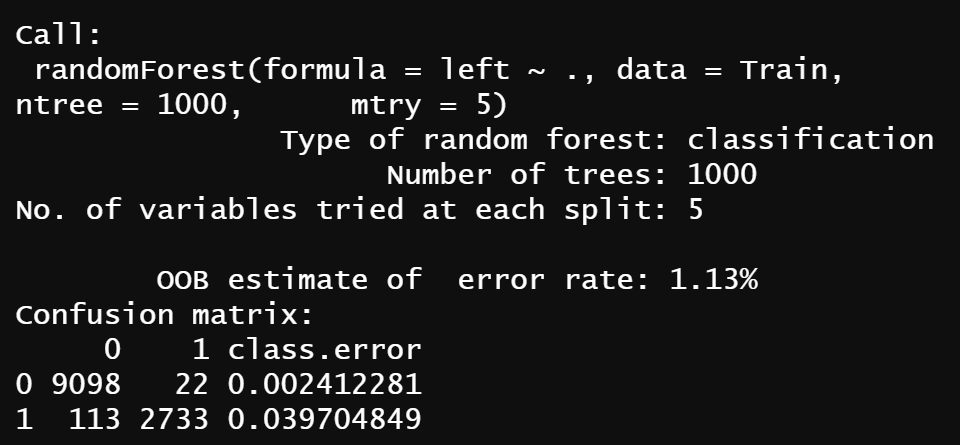 Call:
 randomForest(formula = left ~ ., data = Train,
ntree = 1000,      mtry = 5)
               Type of random forest: classification
                     Number of trees: 1000
No. of variables tried at each split: 5

        OOB estimate of  error rate: 1.13%
Confusion matrix:
     0    1 class.error
0 9098   22 0.002412281
1  113 2733 0.039704849